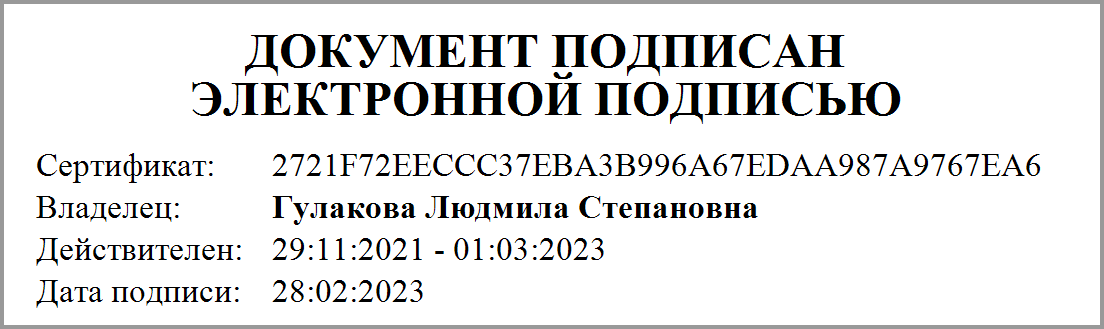 ДОКУМЕНТ ПОДПИСАН
ЭЛЕКТРОННОЙ ПОДПИСЬЮ
Сертификат: 2721F72EECCC37EBA3B996A67EDAA987A9767EA6
Владелец: Гулакова Людмила Степановна
Действителен: 29:11:2021 - 01:03:2023
Дата подписи: 28:02:2023